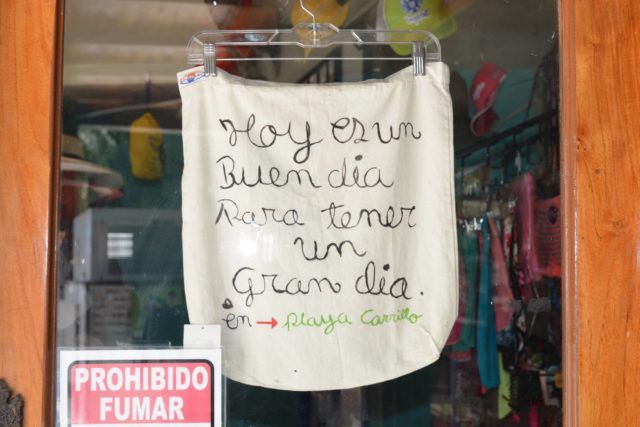 Hoy es un
Buen dia
Para tener
un
Gran dia.
en → Playa Carrillo
PROHIBIDO
FUMAR